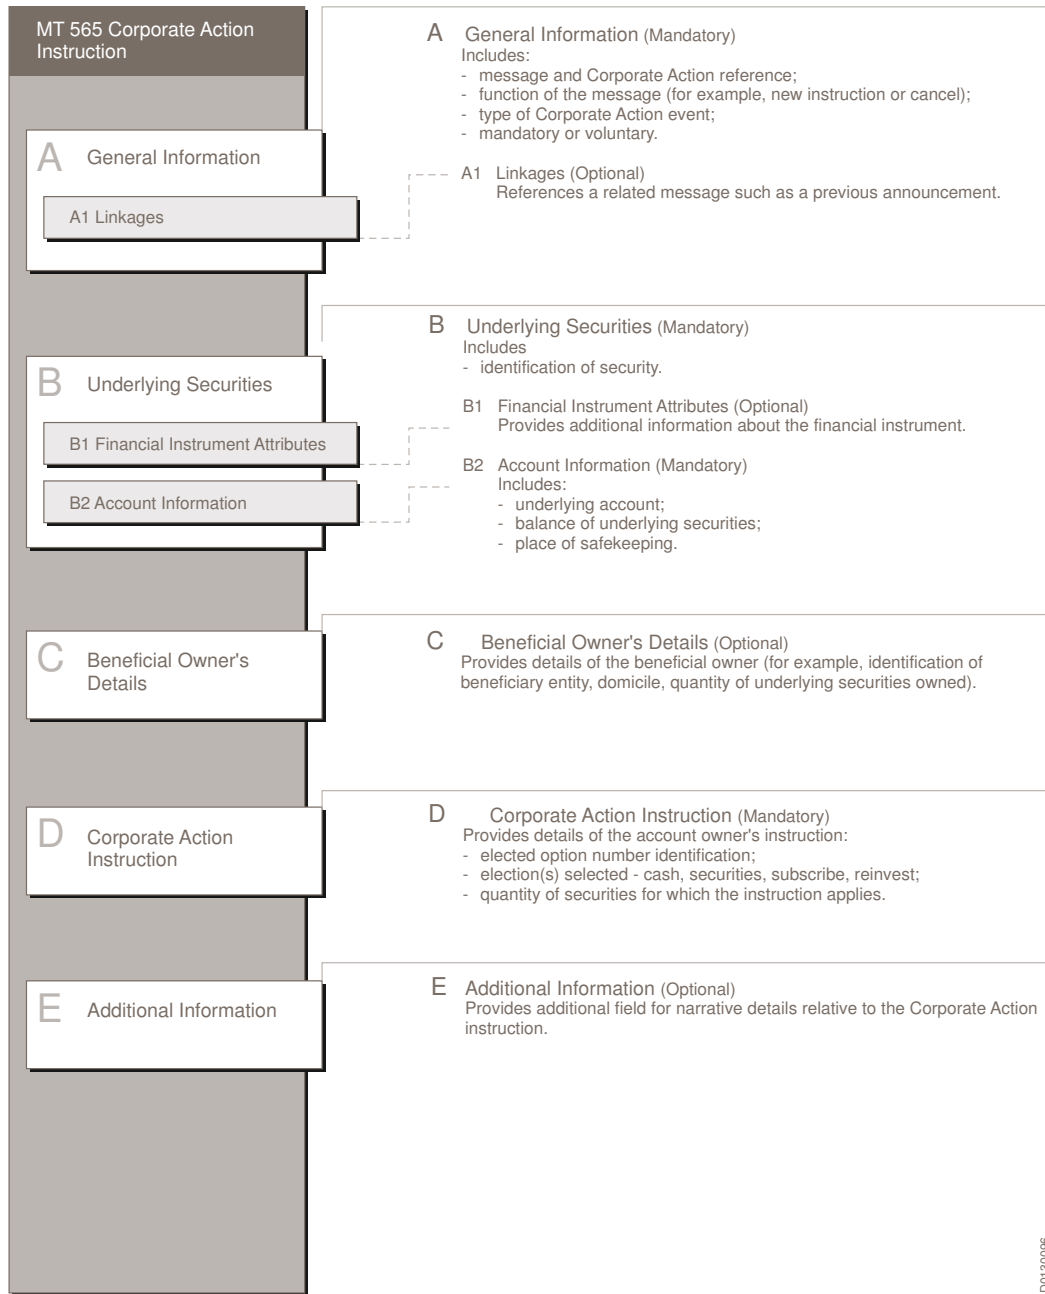 MT 565 Corporate Action
Instruction
A General Information
A1 Linkages
B Underlying Securities
B1 Financial Instrument Attributes
B2 Account Information
C Beneficial Owner's
Details
D Corporate Action
Instruction
E Additional Information
A General Information (Mandatory)
Includes:
- message and Corporate Action reference;
- function of the message (for example, new instruction or cancel);
- type of Corporate Action event;
- mandatory or voluntary.
A1 Linkages (Optional)
References a related message such as a previous announcement.
B Underlying Securities (Mandatory)
Includes
- identification of security.
B1 Financial Instrument Attributes (Optional)
Provides additional information about the financial instrument.
B2 Account Information (Mandatory)
Includes:
- underlying account;
- balance of underlying securities;
- place of safekeeping.
C Beneficial Owner's Details (Optional)
Provides details of the beneficial owner (for example, identification of
beneficiary entity, domicile, quantity of underlying securities owned).
D Corporate Action Instruction (Mandatory)
Provides details of the account owner's instruction:
- elected option number identification;
- election(s) selected - cash, securities, subscribe, reinvest;
- quantity of securities for which the instruction applies.
E Additional Information (Optional)
Provides additional field for narrative details relative to the Corporate Action
instruction.
D0130096